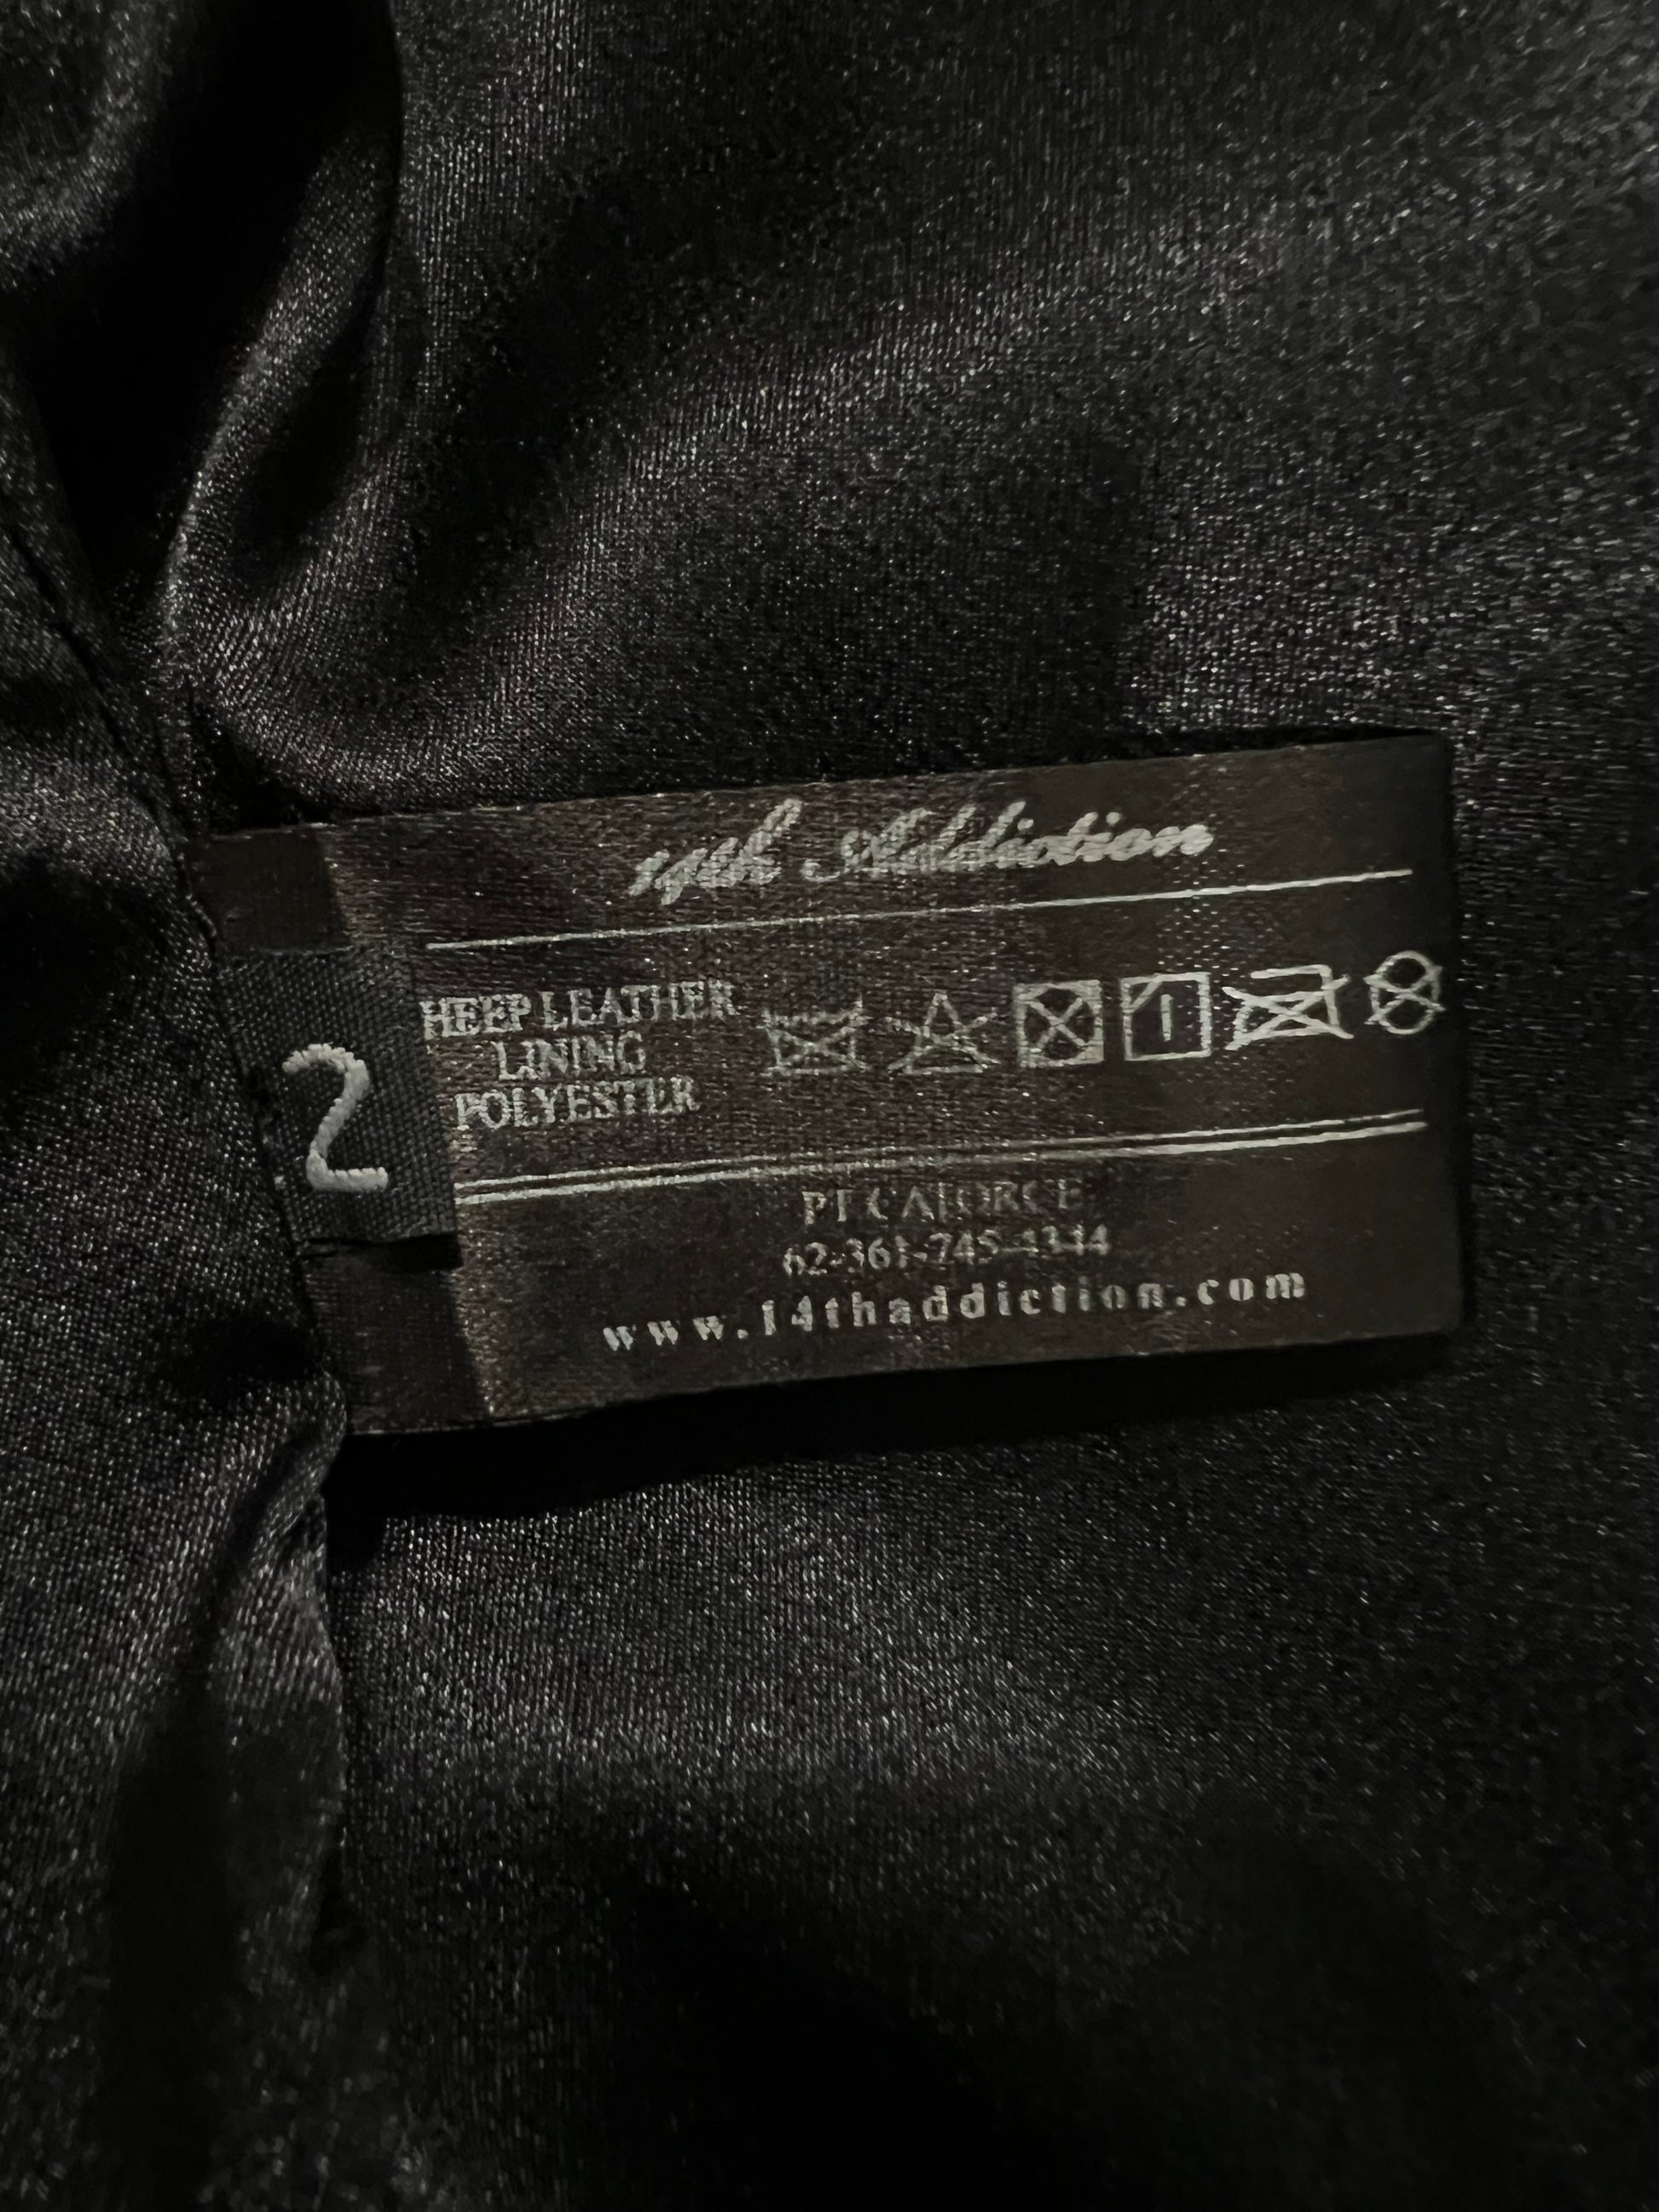 14th Addiction
HEEP LEATHER
LINING
POLYESTER
2
62-361-745-4344
www.14thaddiction.com